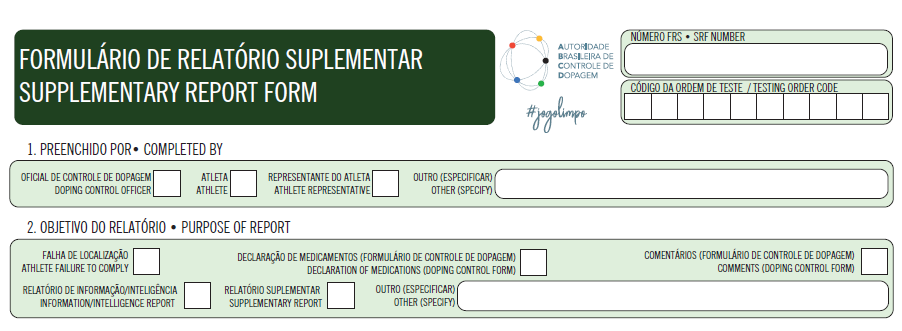 FORMULÁRIO DE RELATÓRIO SUPLEMENTAR
SUPPLEMENTARY REPORT FORM
AUTORIDADE
BRASILEIRA DE
CONTROLE DE
DOPAGEM
#jogolimpo
NÚMERO FRS • SRF NUMBER
CÓDIGO DA ORDEM DE TESTE / TESTING ORDER CODE
1. PREENCHIDO POR • COMPLETED BY
OFICIAL DE CONTROLE DE DOPAGEM
DOPING CONTROL OFFICER
ATLETA
ATHLETE
REPRESENTANTE DO ATLETA
ATHLETE REPRESENTATIVE
OUTRO (ESPECIFICAR)
OTHER (SPECIFY)
2. OBJETIVO DO RELATÓRIO • PURPOSE OF REPORT
FALHA DE LOCALIZAÇÃO
ATHLETE FAILURE TO COMPLY
DECLARAÇÃO DE MEDICAMENTOS (FORMULÁRIO DE CONTROLE DE DOPAGEM)
DECLARATION OF MEDICATIONS (DOPING CONTROL FORM)
COMENTÁRIOS (FORMULÁRIO DE CONTROLE DE DOPAGEM)
COMMENTS (DOPING CONTROL FORM)
RELATÓRIO DE INFORMAÇÃO/INTELIGÊNCIA
INFORMATION/INTELLIGENCE REPORT
RELATÓRIO SUPLEMENTAR
SUPPLEMENTARY REPORT
OUTRO (ESPECIFICAR)
OTHER (SPECIFY)